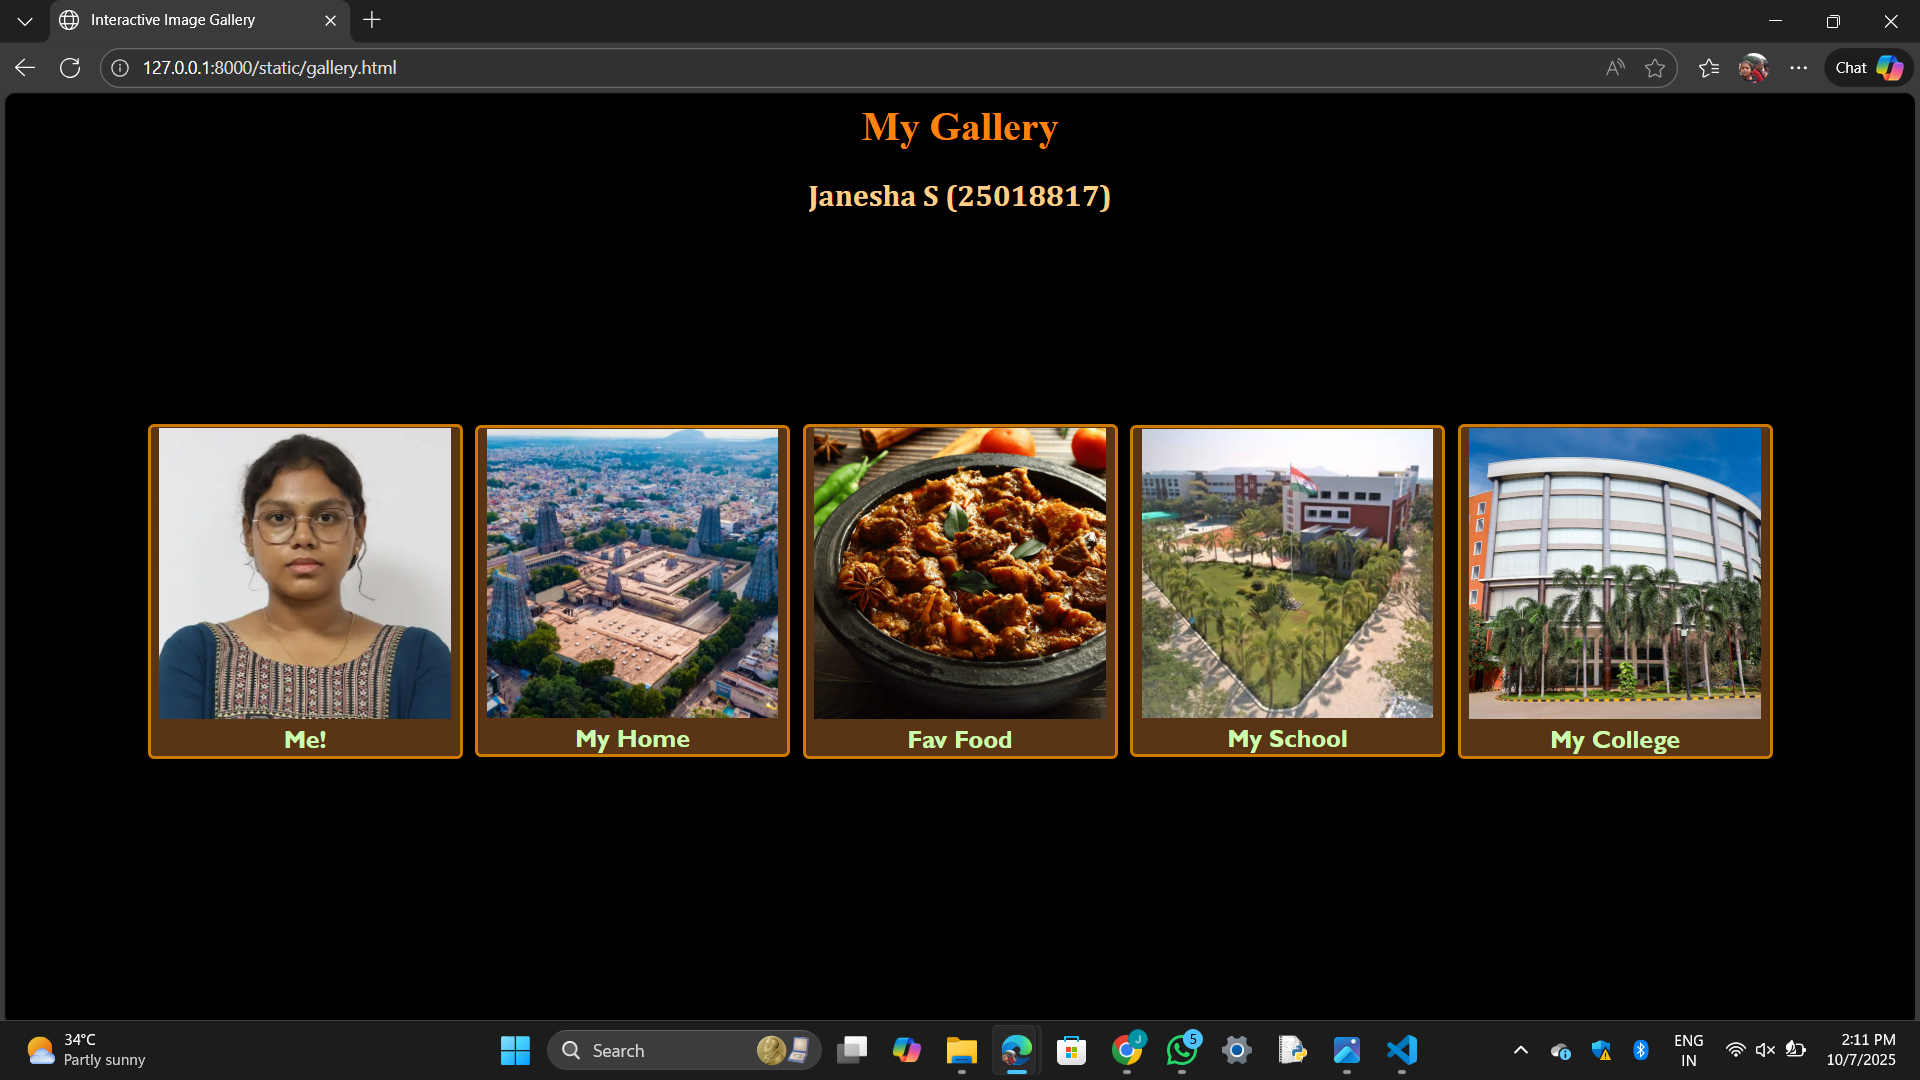 Interactive Image Gallery
127.0.0.1:8000/static/gallery.html
Chat
My Gallery
Janesha S (25018817)
Me!
My Home
Fav Food
My School
My College
34°C
Partly sunny
Search
J
5
ENG
IN
2:11 PM
10/7/2025